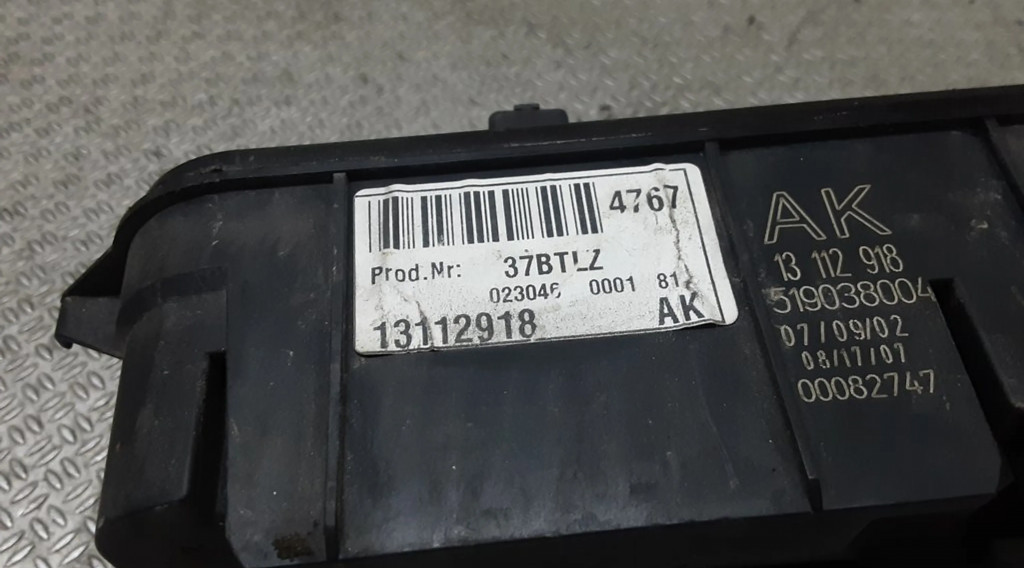 4767
Prod.Nr: 37BTLZ
023046 0001 81
13112918 AK
AK
13 112 918
519038004
07/09/02
08/17/01
00082747